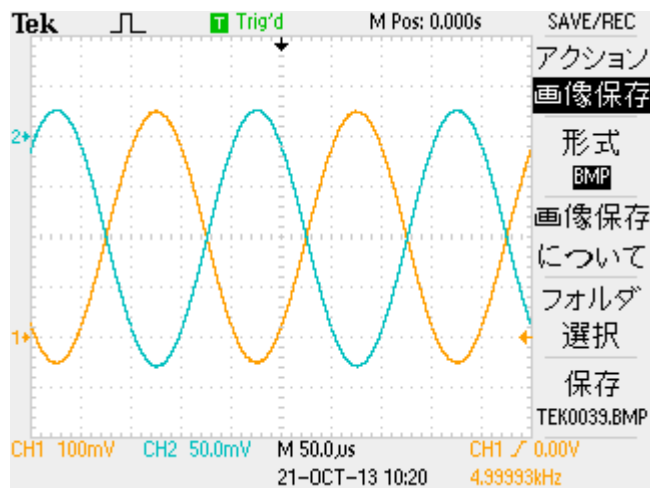 Tek T Trig'd M Pos: 0.000s SAVE/REC
アクション
画像保存
2
形式
BMP
画像保存
について
フォルダ
選択
1
保存
TEK0039.BMP
CH1 100mV CH2 50.0mV M 50.0µs CH1 0.00V
21-OCT-13 10:20 4.99993kHz